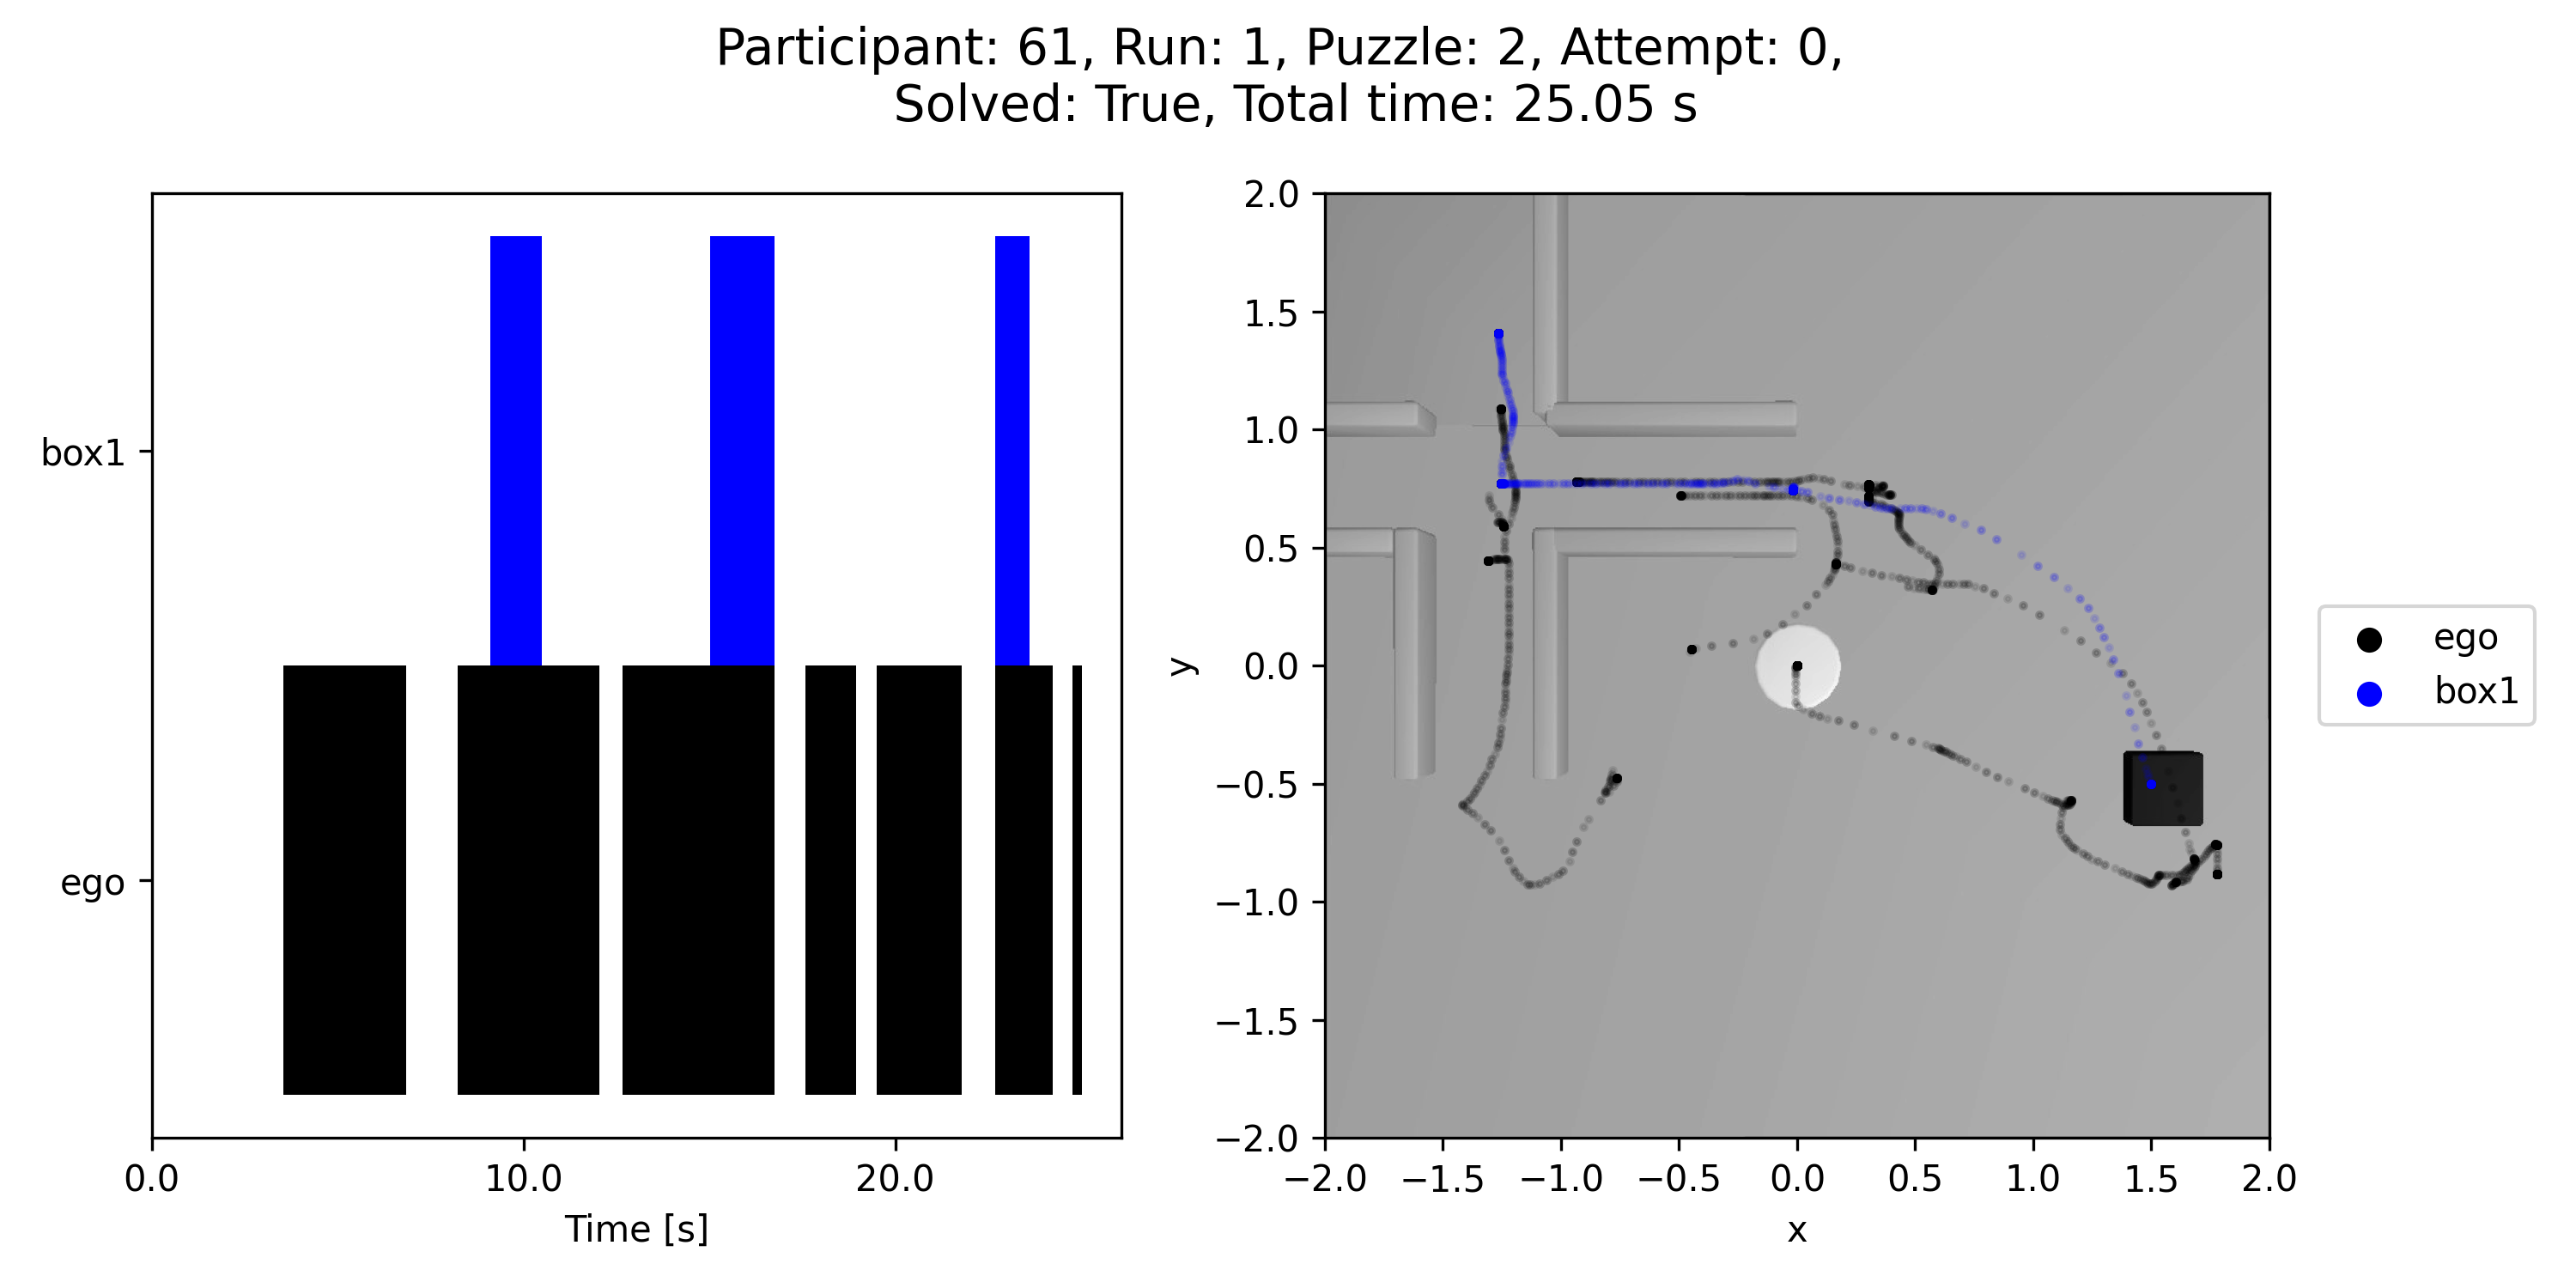 Participant: 61, Run: 1, Puzzle: 2, Attempt: 0,
Solved: True, Total time: 25.05 s
box1
ego
0.0
10.0
20.0
Time [s]
2.0
1.5
1.0
0.5
0.0
−0.5
−1.0
−1.5
−2.0
y
−2.0
−1.5
−1.0
−0.5
0.0
0.5
1.0
1.5
2.0
x
ego
box1